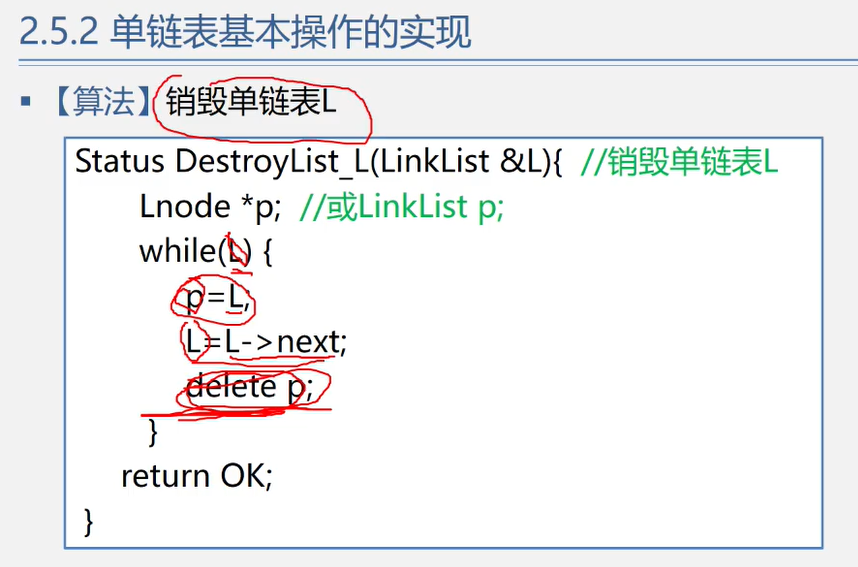 2.5.2 单链表基本操作的实现
▪ 【算法】销毁单链表L
Status DestroyList_L(LinkList &L){ //销毁单链表L
Lnode *p; //或LinkList p;
while(L) {
p=L;
L=L->next;
delete p;
}
return OK;
}